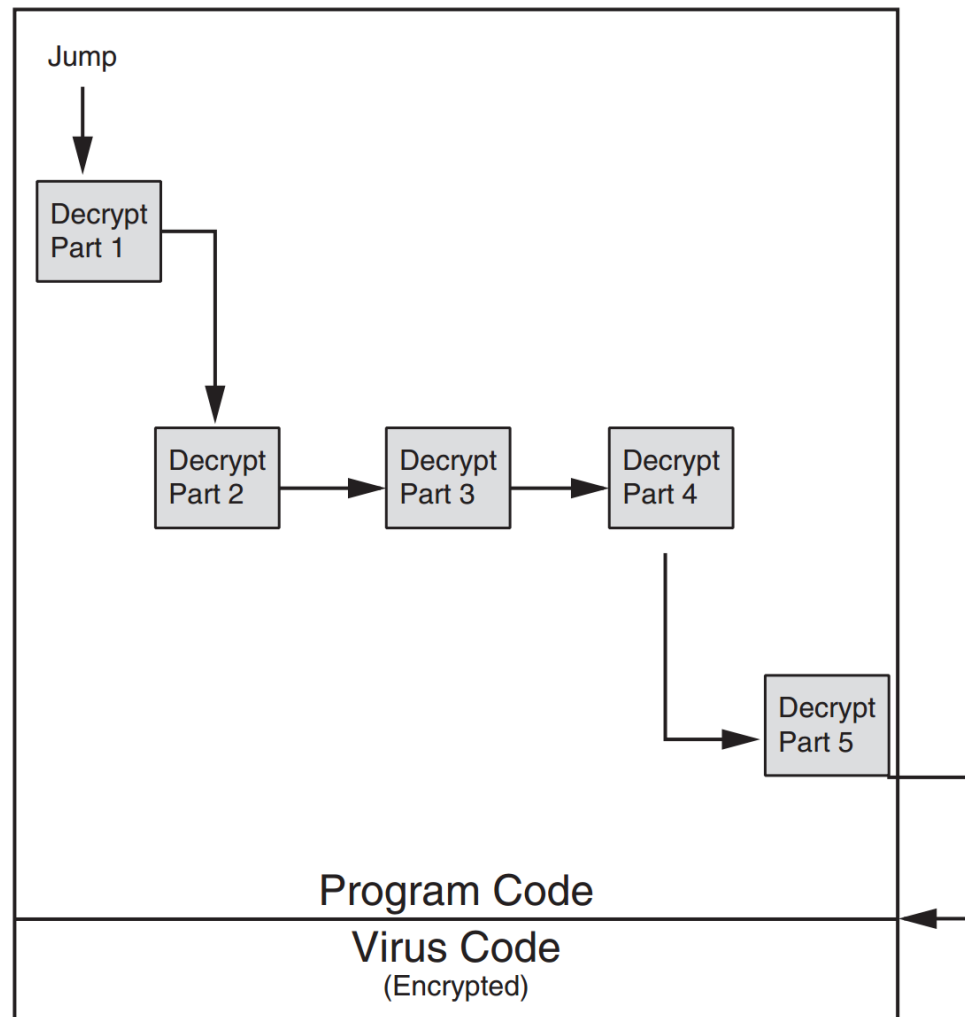 Jump
Decrypt
Part 1
Decrypt
Part 2
Decrypt
Part 3
Decrypt
Part 4
Decrypt
Part 5
Program Code
Virus Code
(Encrypted)